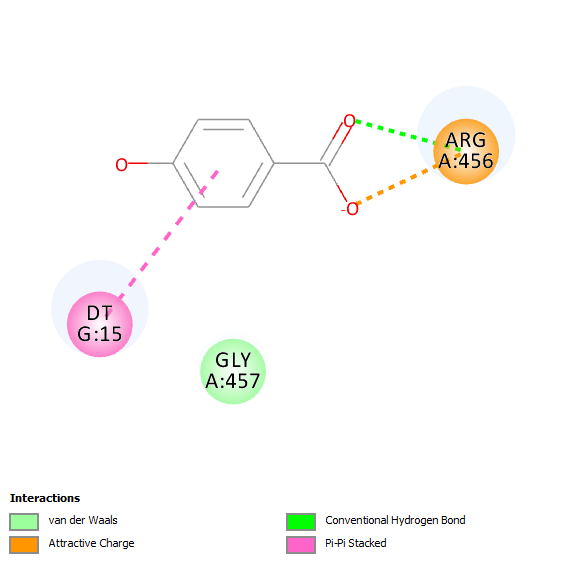 O
ARG
A:456
O
-O
DT
G:15
GLY
A:457
Interactions
van der Waals
Conventional Hydrogen Bond
Attractive Charge
Pi-Pi Stacked